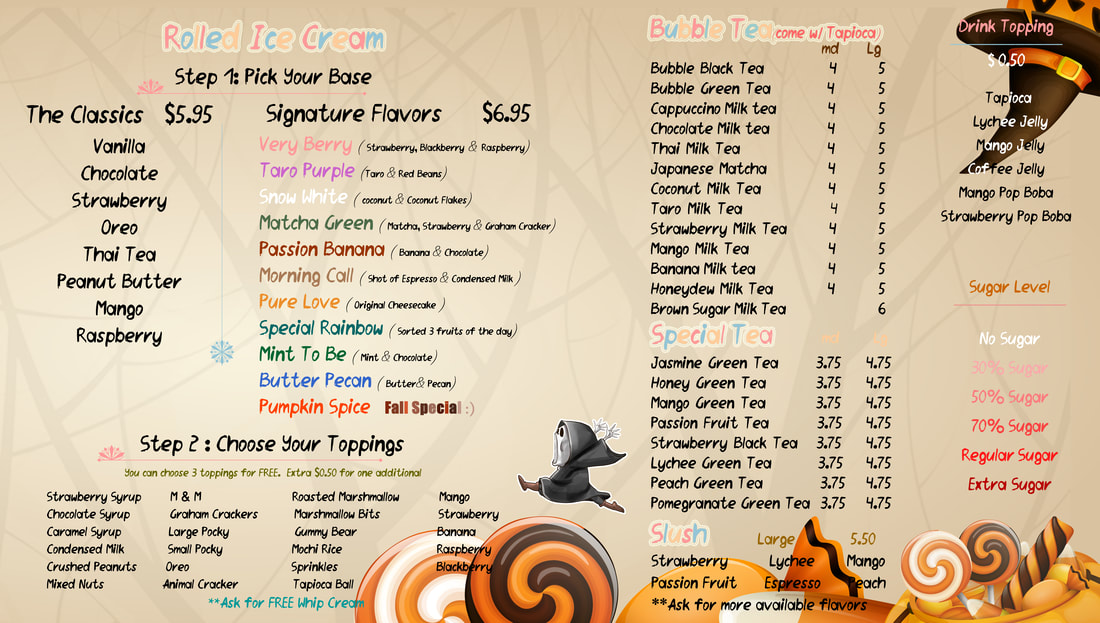 Rolled Ice Cream
Step 1: Pick Your Base
The Classics $5.95
Vanilla
Chocolate
Strawberry
Oreo
Thai Tea
Peanut Butter
Mango
Raspberry
Signature Flavors $6.95
Very Berry ( Strawberry, Blackberry & Raspberry)
Taro Purple (Taro & Red Beans)
Snow White ( coconut & Coconut Flakes)
Matcha Green ( Matcha, Strawberry & Graham Cracker)
Passion Banana ( Banana & Chocolate)
Morning Call ( Shot of Espresso & Condensed Milk )
Pure Love ( Original Cheesecake )
Special Rainbow ( Sorted 3 fruits of the day)
Mint To Be ( Mint & Chocolate)
Butter Pecan ( Butter& Pecan)
Pumpkin Spice Fall Special :)
Step 2 : Choose Your Toppings
You can choose 3 toppings for FREE. Extra $0.50 for one additional
Strawberry Syrup M & M Roasted Marshmallow Mango
Chocolate Syrup Graham Crackers Marshmallow Bits Strawberry
Caramel Syrup Large Pocky Gummy Bear Banana
Condensed Milk Small Pocky Mochi Rice Raspberry
Crushed Peanuts Oreo Sprinkles Blackberry
Mixed Nuts Animal Cracker Tapioca Ball
**Ask for FREE Whip Cream
Bubble Tea(come w/ Tapioca)
md Lg
Bubble Black Tea 4 5
Bubble Green Tea 4 5
Cappuccino Milk tea 4 5
Chocolate Milk tea 4 5
Thai Milk Tea 4 5
Japanese Matcha 4 5
Coconut Milk Tea 4 5
Taro Milk Tea 4 5
Strawberry Milk Tea 4 5
Mango Milk Tea 4 5
Banana Milk tea 4 5
Honeydew Milk Tea 4 5
Brown Sugar Milk Tea 6
Special Tea md Lg
Jasmine Green Tea 3.75 4.75
Honey Green Tea 3.75 4.75
Mango Green Tea 3.75 4.75
Passion Fruit Tea 3.75 4.75
Strawberry Black Tea 3.75 4.75
Lychee Green Tea 3.75 4.75
Peach Green Tea 3.75 4.75
Pomegranate Green Tea 3.75 4.75
Slush Large 5.50
Strawberry Lychee Mango
Passion Fruit Espresso Peach
**Ask for more available flavors
Drink Topping
$ 0.50
Tapioca
Lychee Jelly
Mango Jelly
Coffee Jelly
Mango Pop Boba
Strawberry Pop Boba
Sugar Level
No Sugar
30% Sugar
50% Sugar
70% Sugar
Regular Sugar
Extra Sugar